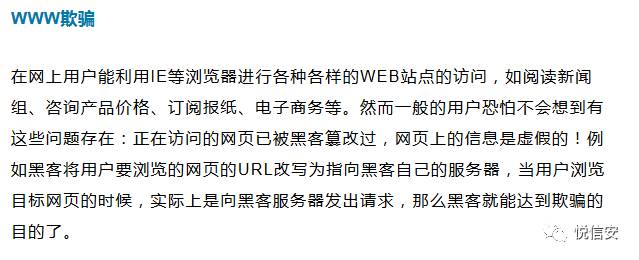 WWW欺骗
在网上用户能利用IE等浏览器进行各种各样的WEB站点的访问，如阅读新闻
组、咨询产品价格、订阅报纸、电子商务等。然而一般的用户恐怕不会想到有
这些问题存在：正在访问的网页已被黑客篡改过，网页上的信息是虚假的！例
如黑客将用户要浏览的网页的URL改写为指向黑客自己的服务器，当用户浏览
目标网页的时候，实际上是向黑客服务器发出请求，那么黑客就能达到欺骗的
目的了。
悦信安